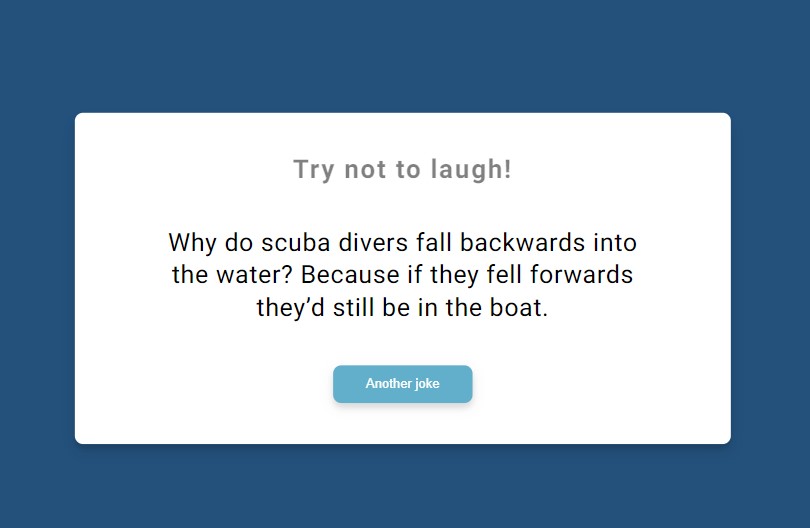 Try not to laugh!
Why do scuba divers fall backwards into
the water? Because if they fell forwards
they’d still be in the boat.
Another joke